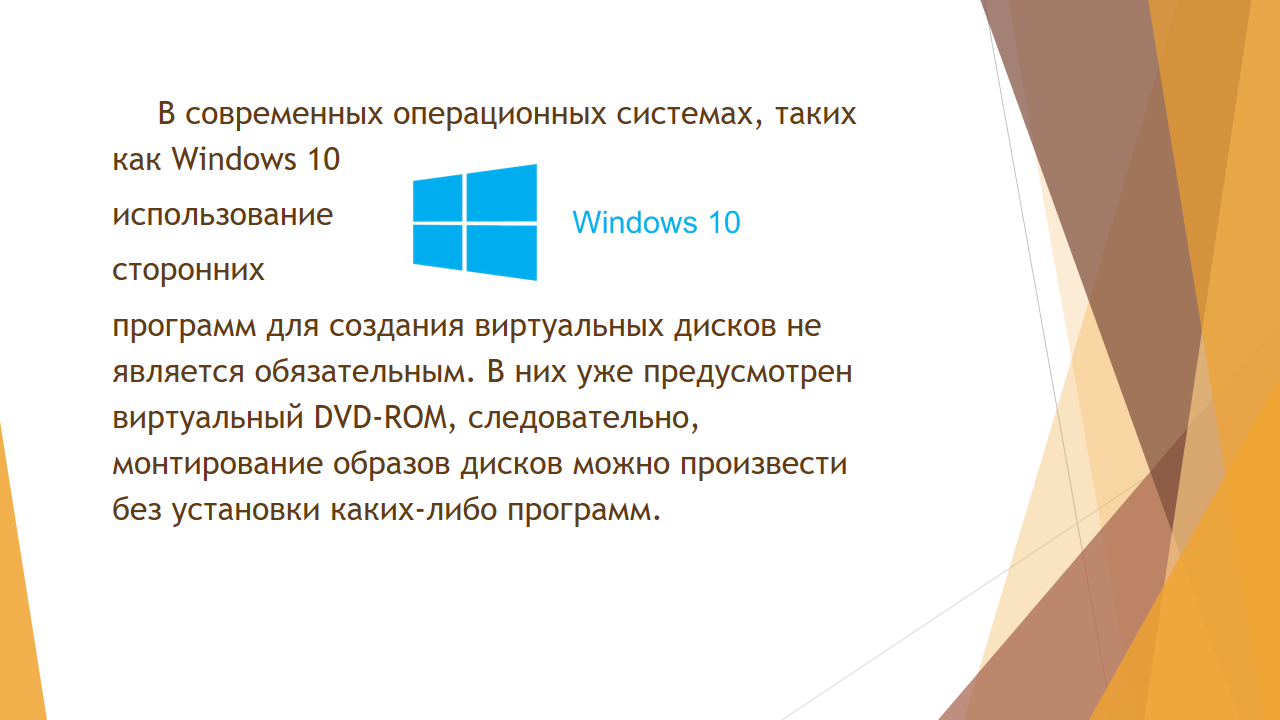 В современных операционных системах, таких
как Windows 10
использование
Windows 10
сторонних
программ для создания виртуальных дисков не
является обязательным. В них уже предусмотрен
виртуальный DVD-ROM, следовательно,
монтирование образов дисков можно произвести
без установки каких-либо программ.